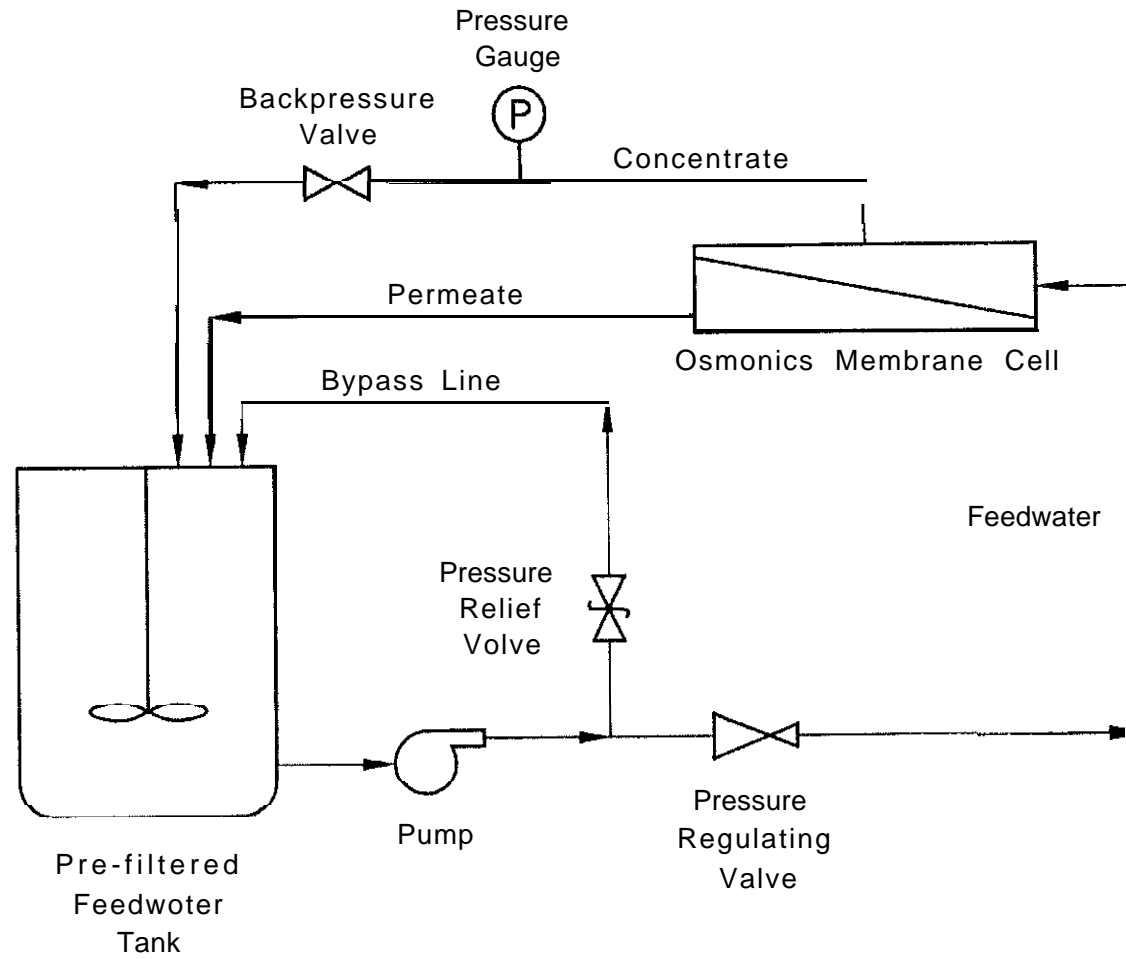 Pressure
Gauge
Backpressure
Valve
P
Concentrate
Permeate
Osmonics Membrane Cell
Bypass Line
Feedwater
Pressure
Relief
Volve
Pump
Pressure
Regulating
Valve
Pre-filtered
Feedwoter
Tank